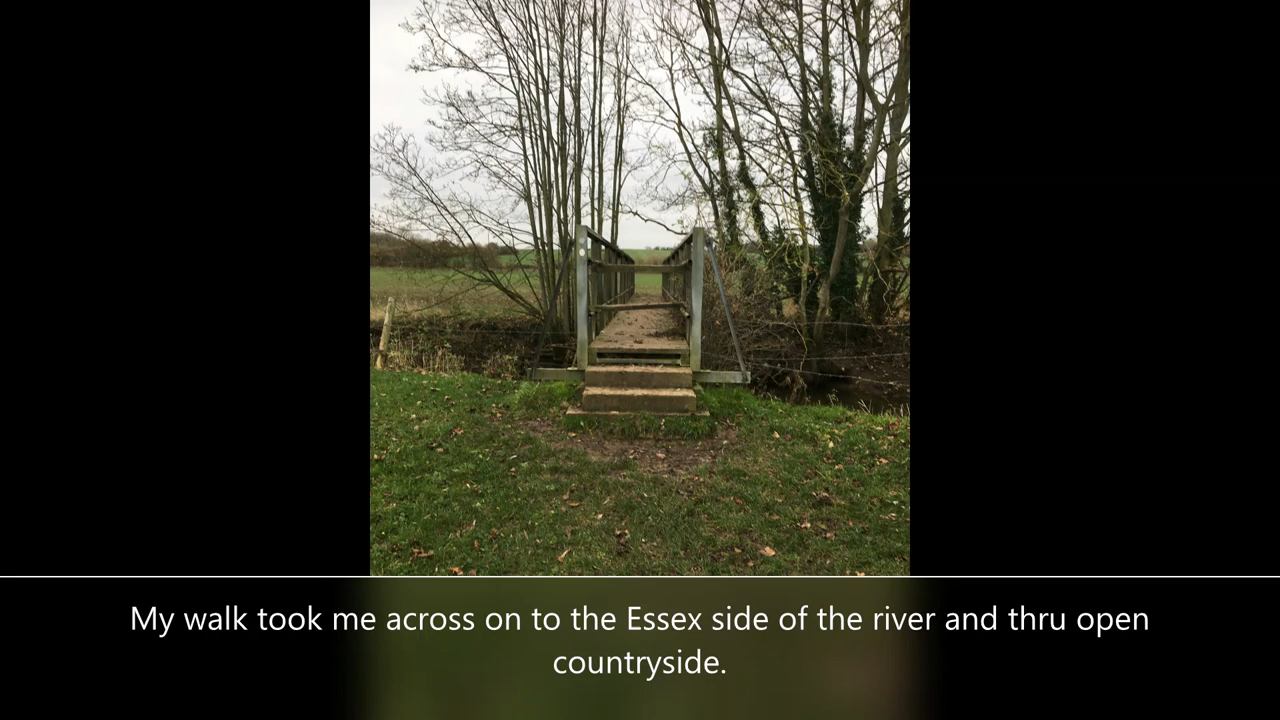 My walk took me across on to the Essex side of the river and thru open
countryside.